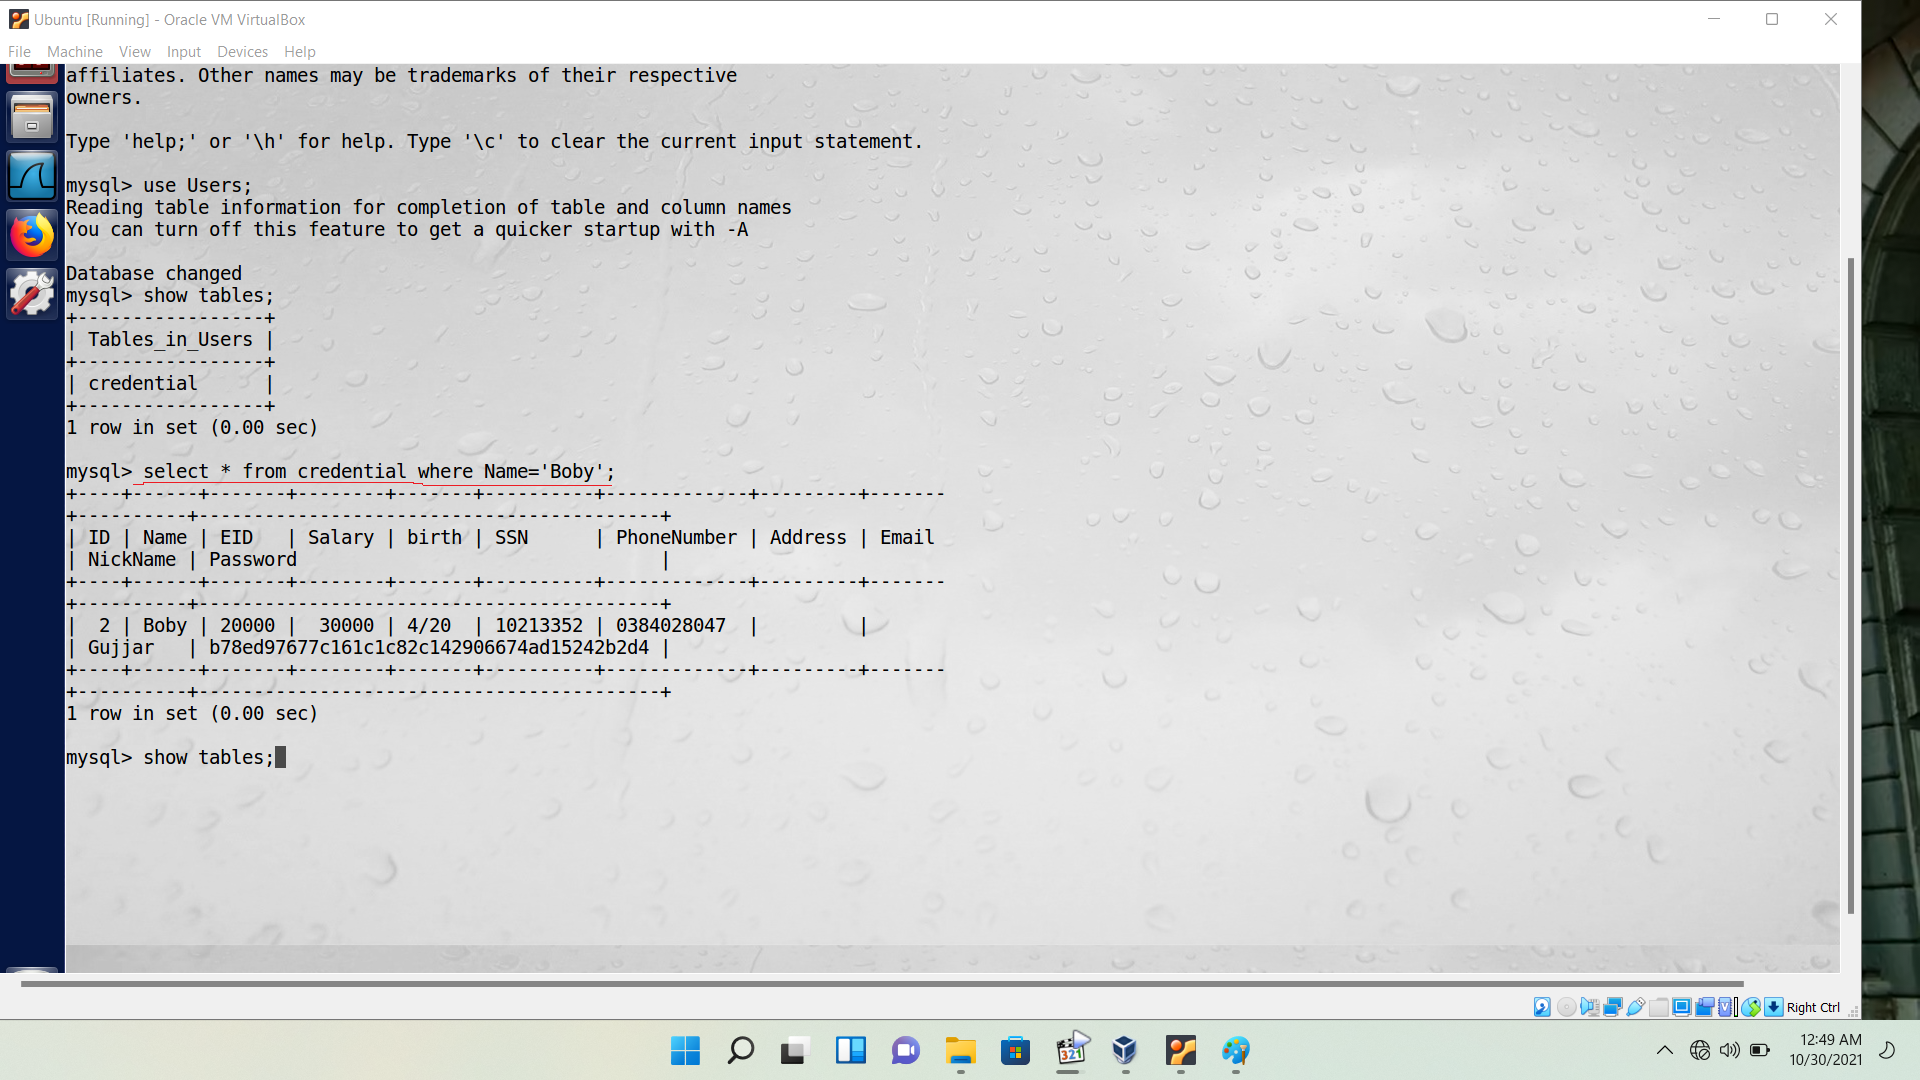 Ubuntu [Running] - Oracle VM VirtualBox
File Machine View Input Devices Help
affiliates. Other names may be trademarks of their respective
owners.
Type 'help;' or '\h' for help. Type '\c' to clear the current input statement.
mysql> use Users;
Reading table information for completion of table and column names
You can turn off this feature to get a quicker startup with -A
Database changed
mysql> show tables;
+-----------------+
| Tables_in_Users |
+-----------------+
| credential      |
+-----------------+
1 row in set (0.00 sec)
mysql> select * from credential where Name='Boby';
+----+------+-------+--------+-------+----------+-------------+---------+-------
+----------+------------------------------------------+
| ID | Name | EID   | Salary | birth | SSN      | PhoneNumber | Address | Email
| NickName | Password                                 |
+----+------+-------+--------+-------+----------+-------------+---------+-------
+----------+------------------------------------------+
|  2 | Boby | 20000 |  30000 | 4/20  | 10213352 | 0384028047  |         |
| Gujjar   | b78ed97677c161c1c82c142906674ad15242b2d4 |
+----+------+-------+--------+-------+----------+-------------+---------+-------
+----------+------------------------------------------+
1 row in set (0.00 sec)
mysql> show tables;
Right Ctrl
321
12:49 AM
10/30/2021